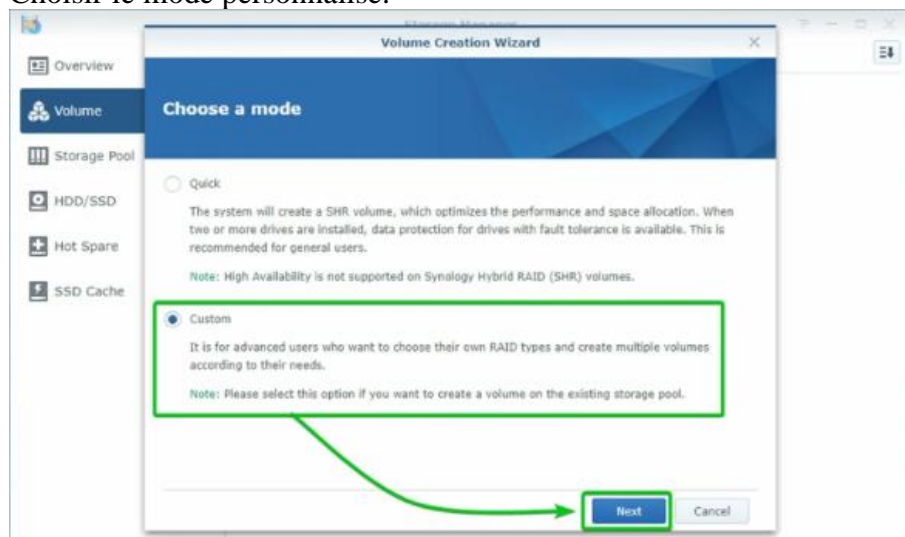 Choisir le mode personnalisé.
Storage Manager
Volume Creation Wizard
Overview
Volume
Storage Pool
HDD/SSD
Hot Spare
SSD Cache
Choose a mode
Quick
The system will create a SHR volume, which optimizes the performance and space allocation. When
two or more drives are installed, data protection for drives with fault tolerance is available. This is
recommended for general users.
Note: High Availability is not supported on Synology Hybrid RAID (SHR) volumes.
Custom
It is for advanced users who want to choose their own RAID types and create multiple volumes
according to their needs.
Note: Please select this option if you want to create a volume on the existing storage pool.
Next
Cancel